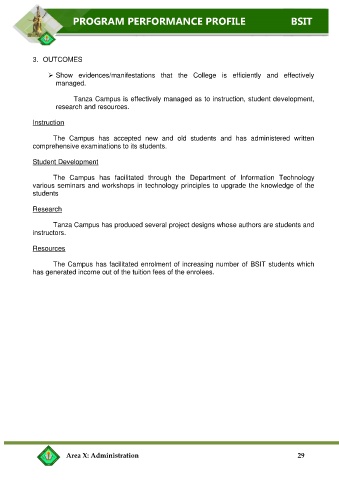 PROGRAM PERFORMANCE PROFILE BSIT
3. OUTCOMES
➢ Show evidences/manifestations that the College is efficiently and effectively
managed.
Tanza Campus is effectively managed as to instruction, student development,
research and resources.
Instruction
The Campus has accepted new and old students and has administered written
comprehensive examinations to its students.
Student Development
The Campus has facilitated through the Department of Information Technology
various seminars and workshops in technology principles to upgrade the knowledge of the
students
Research
Tanza Campus has produced several project designs whose authors are students and
instructors.
Resources
The Campus has facilitated enrolment of increasing number of BSIT students which
has generated income out of the tuition fees of the enrolees.
Area X: Administration 29